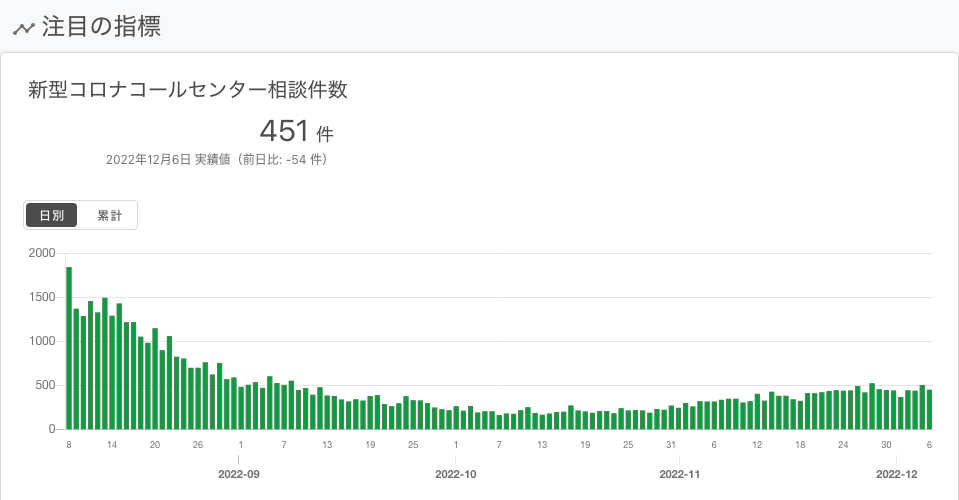 注目の指標
新型コロナコールセンター相談件数
451 件
2022年12月6日 実績値（前日比: -54 件）
日別 累計
2000
1500
1000
500
0
8 14 20 26 1 7 13 19 25 1 7 13 19 25 31 6 12 18 24 30 6
2022-09 2022-10 2022-11 2022-12